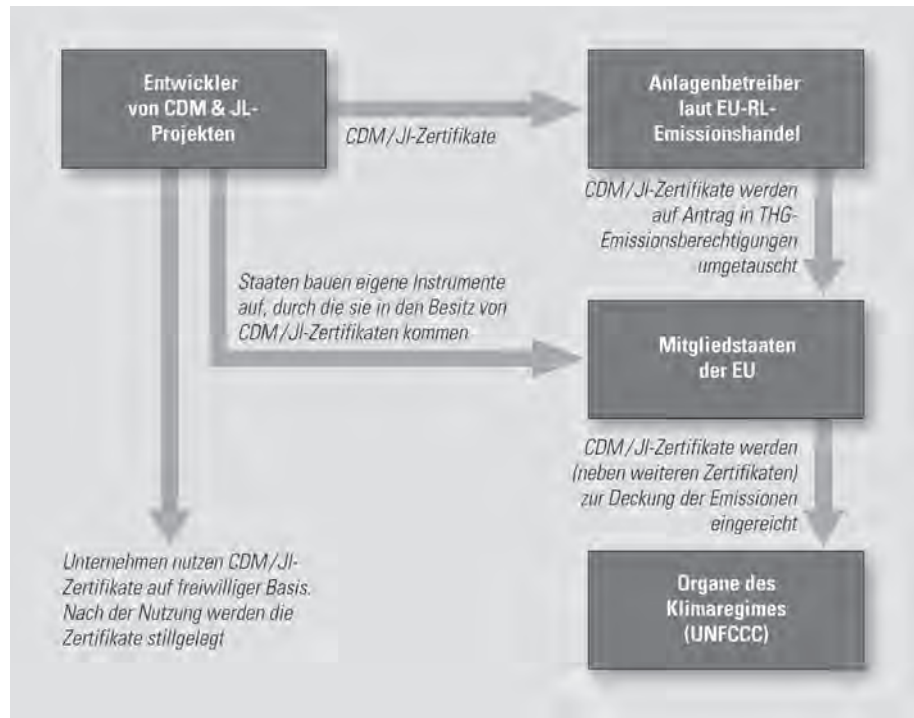 Entwickler
von CDM & JL-
Projekten
CDM/JI-Zertifikate
Anlagenbetreiber
laut EU-RL-
Emissionshandel
CDM/JI-Zertifikate werden
auf Antrag in THG-
Emissionsberechtigungen
umgetauscht
Staaten bauen eigene Instrumente
auf, durch die sie in den Besitz von
CDM/JI-Zertifikaten kommen
Mitgliedstaaten
der EU
CDM/JI-Zertifikate werden
(neben weiteren Zertifikaten)
zur Deckung der Emissionen
eingereicht
Unternehmen nutzen CDM/JI-
Zertifikate auf freiwilliger Basis.
Nach der Nutzung werden die
Zertifikate stillgelegt
Organe des
Klimaregimes
(UNFCCC)